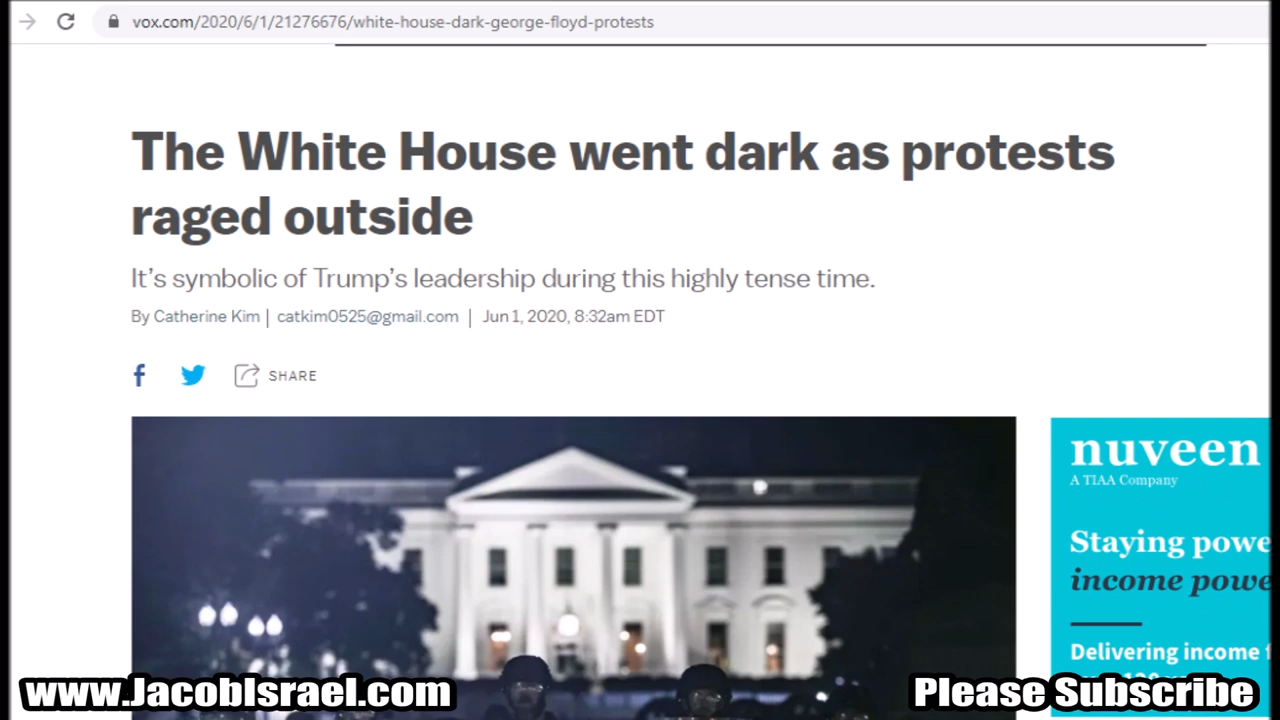 vox.com/2020/6/1/21276676/white-house-dark-george-floyd-protests
The White House went dark as protests
raged outside
It's symbolic of Trump's leadership during this highly tense time.
By Catherine Kim | catkim0525@gmail.com | Jun 1, 2020, 8:32am EDT
SHARE
nuveen
A TIAA Company
Staying powe
income powe
Delivering income
www.JacobIsrael.com
Please Subscribe